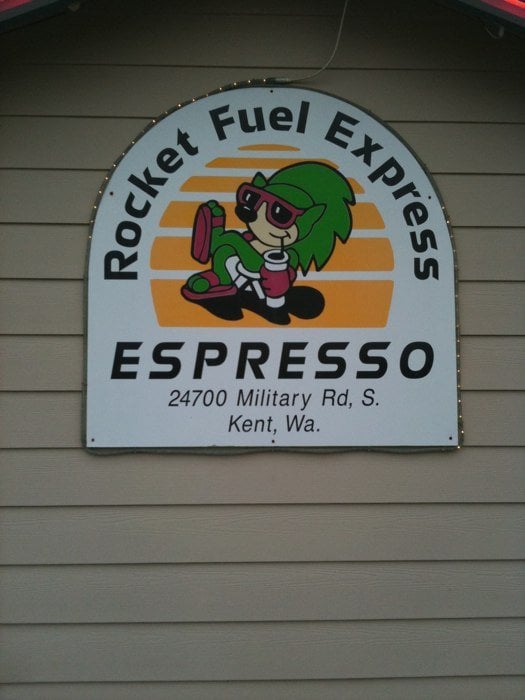 Rocket Fuel Express
ESPRESSO
24700 Military Rd, S.
Kent, Wa.